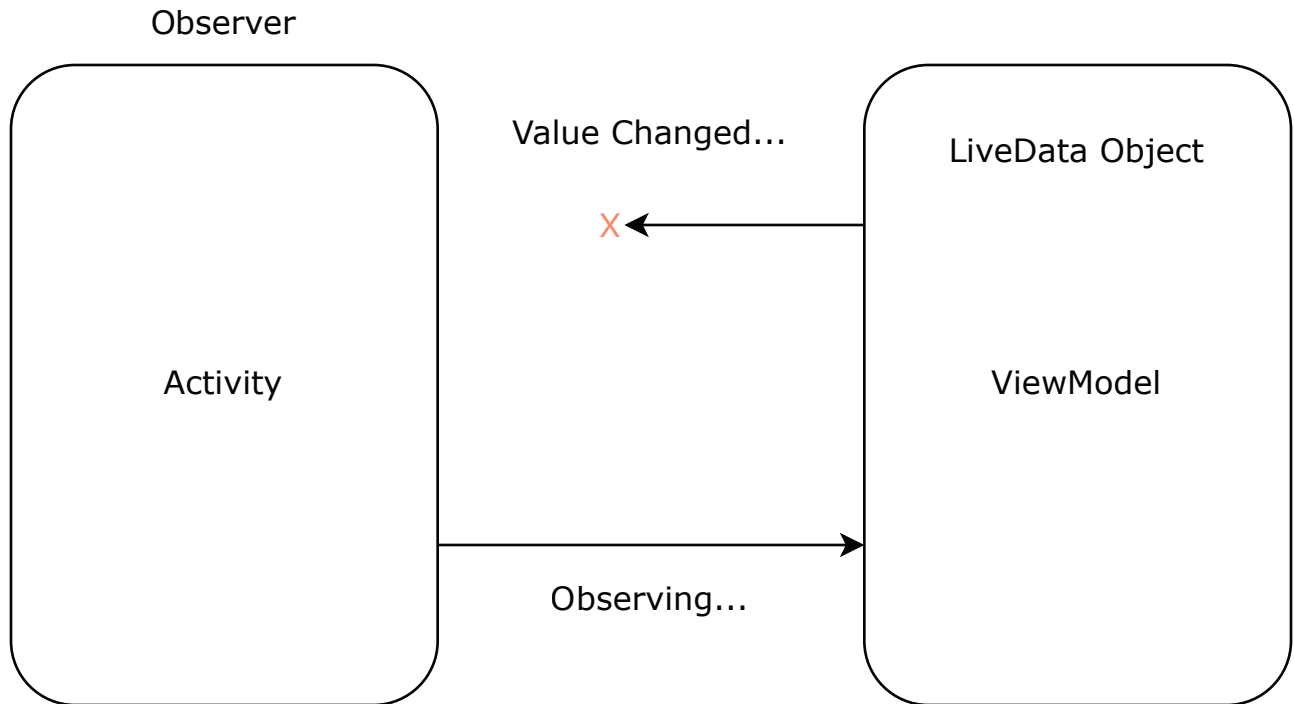 Observer
Value Changed...
LiveData Object
X
Activity
ViewModel
Observing...